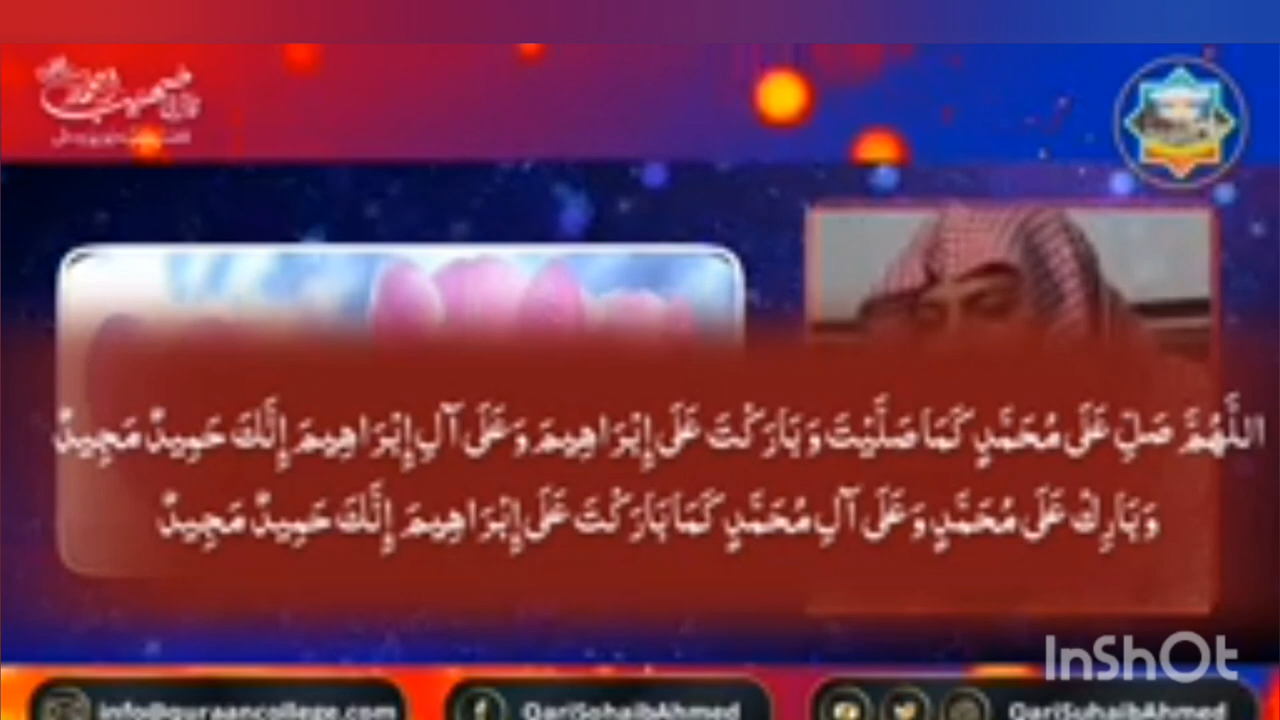 اللَّهُمَّ صَلِّ عَلَى مُحَمَّدٍ كَمَا صَلَّيْتَ وَبَارَكْتَ عَلَى إِبْرَاهِيمَ وَعَلَى آلِ إِبْرَاهِيمَ إِنَّكَ حَمِيدٌ مَجِيدٌ
وَبَارِكْ عَلَى مُحَمَّدٍ وَعَلَى آلِ مُحَمَّدٍ كَمَا بَارَكْتَ عَلَى إِبْرَاهِيمَ إِنَّكَ حَمِيدٌ مَجِيدٌ
InShOt
info@quraancollege.com QariSohaibAhmed QariSuhaibAhmed